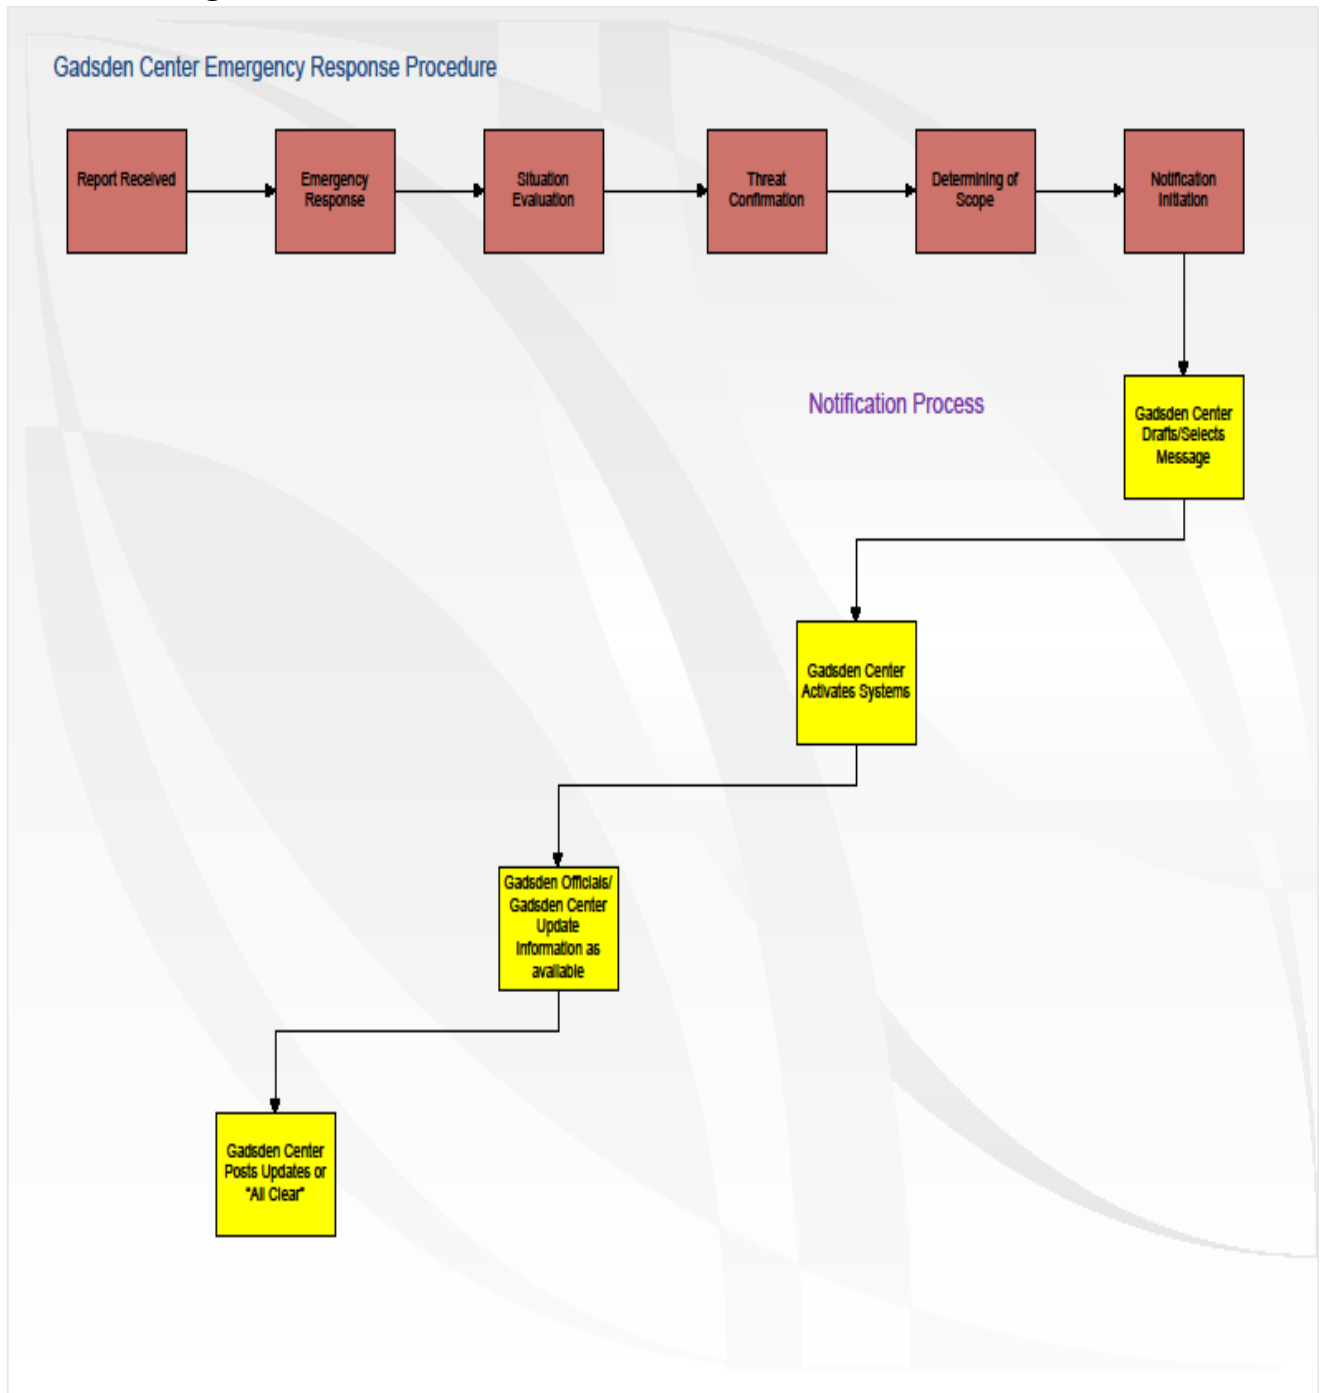 Gadsden Center Emergency Response Procedure
Report Received
Emergency
Response
Situation
Evaluation
Threat
Confirmation
Determining of
Scope
Notification
Initiation
Notification Process
Gadsden Center
Drafts/Selects
Message
Gadsden Center
Activates Systems
Gadsden Officials/
Gadsden Center
Update
Information as
available
Gadsden Center
Posts Updates or
“All Clear”